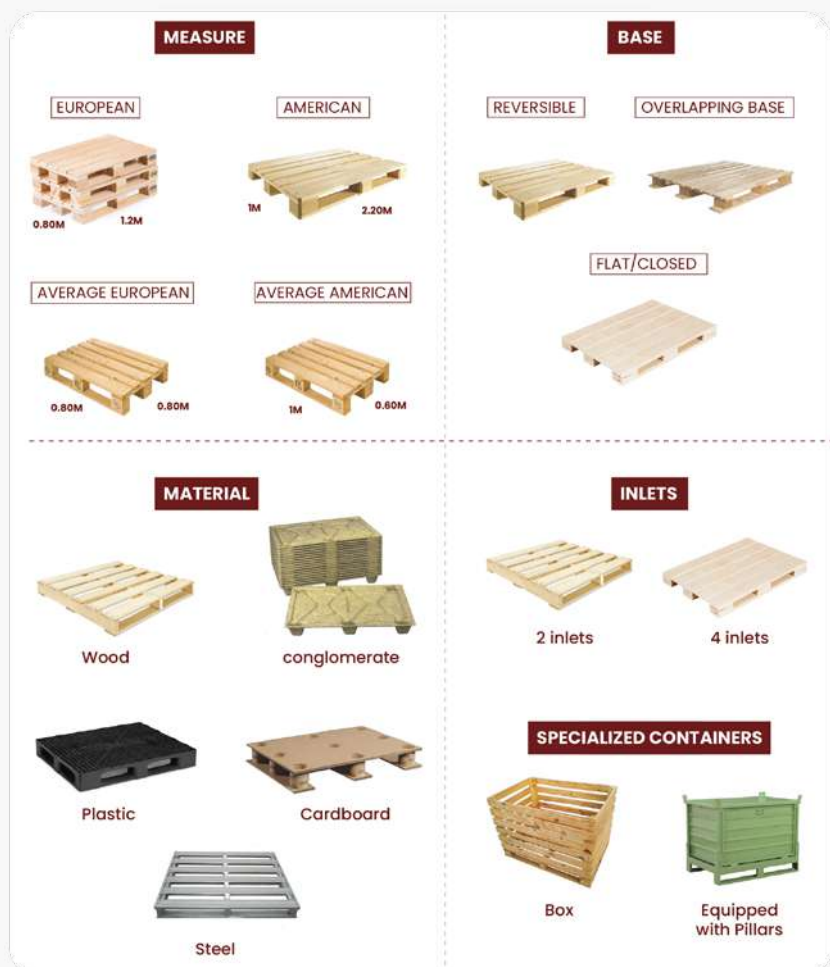 MEASURE
EUROPEAN
AMERICAN
0.80M
1.2M
1M
2.20M
AVERAGE EUROPEAN
AVERAGE AMERICAN
0.80M
0.80M
1M
0.60M
BASE
REVERSIBLE
OVERLAPPING BASE
FLAT/CLOSED
MATERIAL
Wood
conglomerate
Plastic
Cardboard
Steel
INLETS
2 inlets
4 inlets
SPECIALIZED CONTAINERS
Box
Equipped
with Pillars